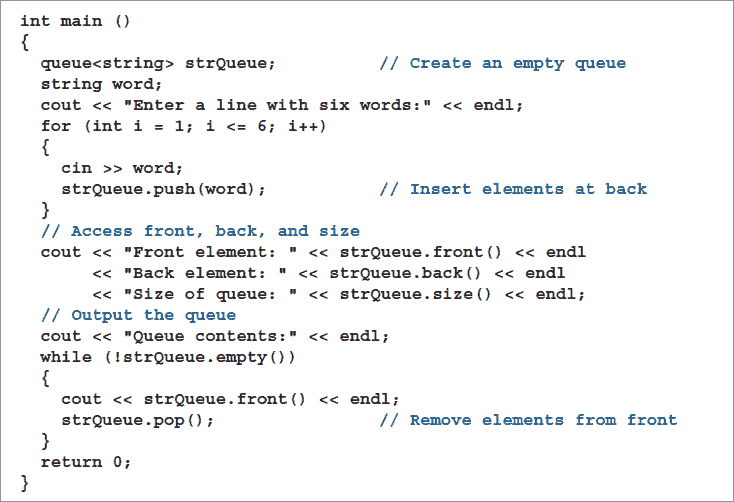 int main ()
{
  queue<string> strQueue;          // Create an empty queue
  string word;
  cout << "Enter a line with six words:" << endl;
  for (int i = 1; i <= 6; i++)
  {
    cin >> word;
    strQueue.push(word);           // Insert elements at back
  }
  // Access front, back, and size
  cout << "Front element: " << strQueue.front() << endl
       << "Back element: " << strQueue.back() << endl
       << "Size of queue: " << strQueue.size() << endl;
  // Output the queue
  cout << "Queue contents:" << endl;
  while (!strQueue.empty())
  {
    cout << strQueue.front() << endl;
    strQueue.pop();                // Remove elements from front
  }
  return 0;
}